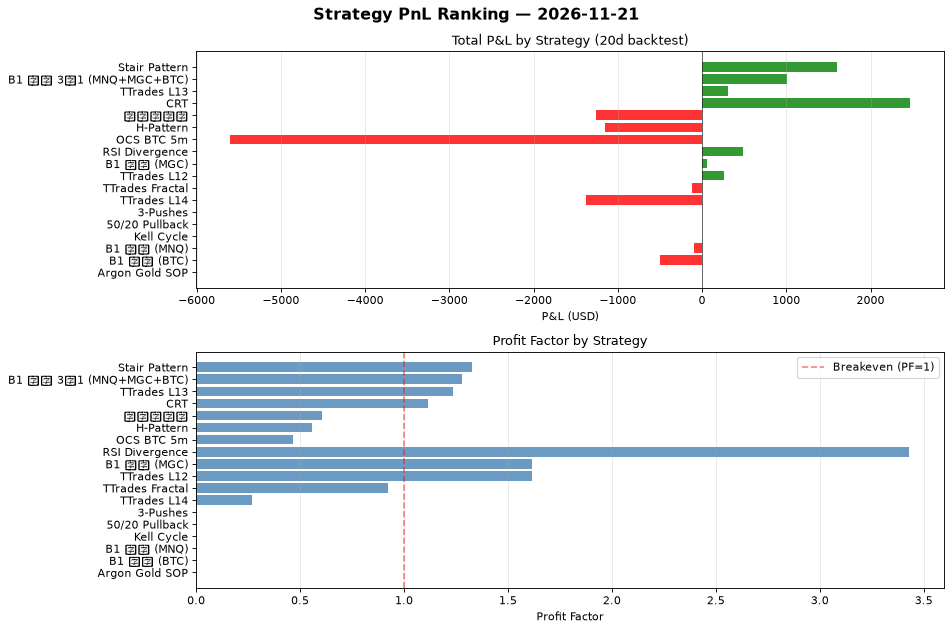 Strategy PnL Ranking — 2026-11-21
Total P&L by Strategy (20d backtest)
Stair Pattern
B1 3 1 (MNQ+MGC+BTC)
TTrades L13
CRT
H-Pattern
OCS BTC 5m
RSI Divergence
B1 (MGC)
TTrades L12
TTrades Fractal
TTrades L14
3-Pushes
50/20 Pullback
Kell Cycle
B1 (MNQ)
B1 (BTC)
Argon Gold SOP
−6000 −5000 −4000 −3000 −2000 −1000 0 1000 2000
P&L (USD)
Profit Factor by Strategy
Breakeven (PF=1)
Stair Pattern
B1 3 1 (MNQ+MGC+BTC)
TTrades L13
CRT
H-Pattern
OCS BTC 5m
RSI Divergence
B1 (MGC)
TTrades L12
TTrades Fractal
TTrades L14
3-Pushes
50/20 Pullback
Kell Cycle
B1 (MNQ)
B1 (BTC)
Argon Gold SOP
0.0 0.5 1.0 1.5 2.0 2.5 3.0 3.5
Profit Factor